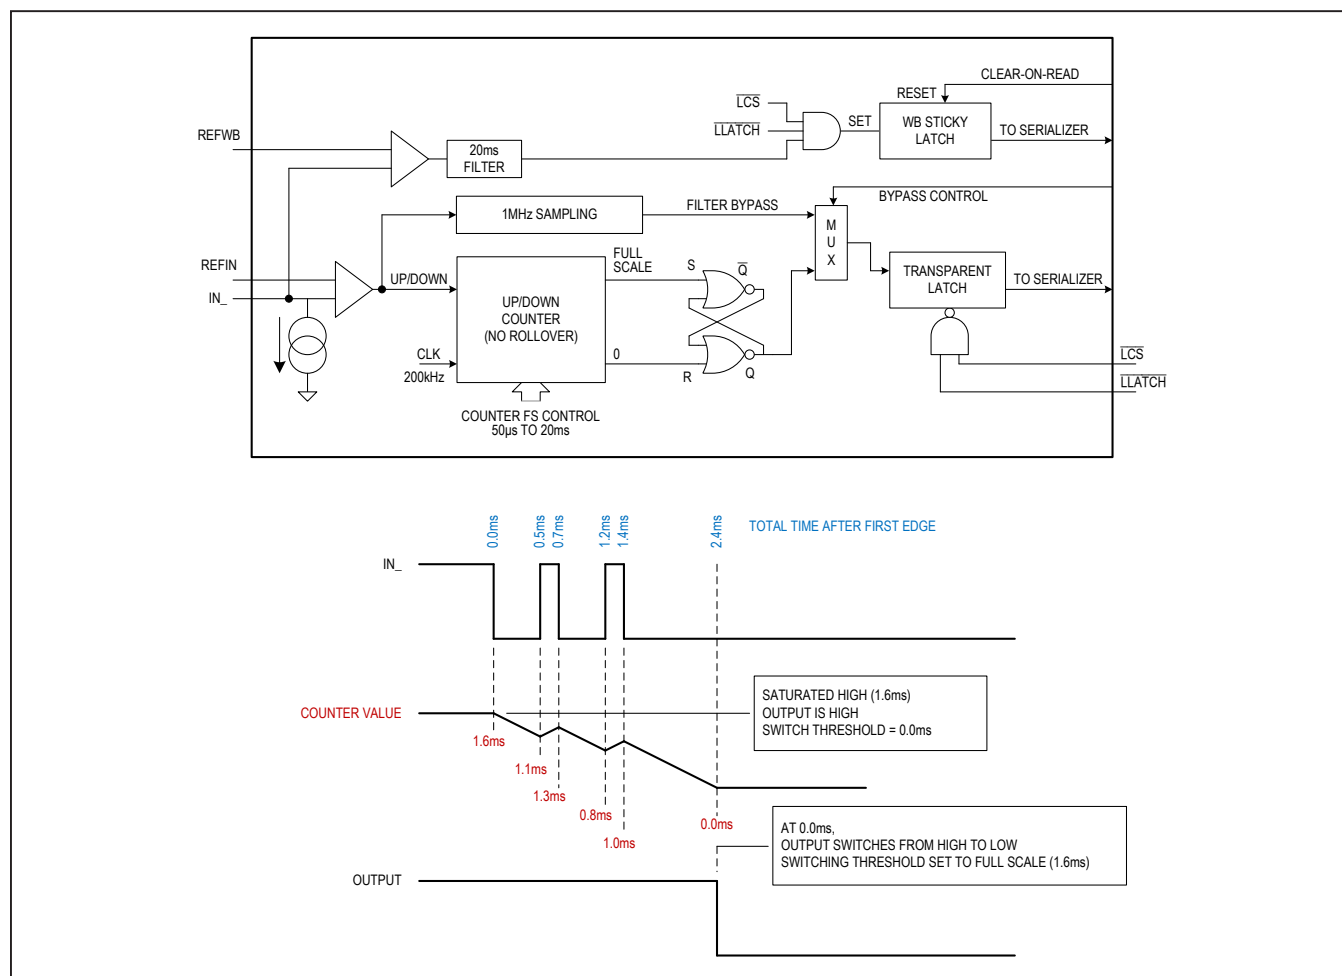 CLEAR-ON-READ
RESET
L̅C̅S̅
L̅L̅A̅T̅C̅H̅
SET
WB STICKY
LATCH
TO SERIALIZER
REFWB
20ms
FILTER
BYPASS CONTROL
1MHz SAMPLING
FILTER BYPASS
M
U
X
REFIN
IN_
UP/DOWN
FULL
SCALE
S
Q̅
TRANSPARENT
LATCH
TO SERIALIZER
UP/DOWN
COUNTER
(NO ROLLOVER)
CLK
200kHz
0
R
Q
L̅C̅S̅
L̅L̅A̅T̅C̅H̅
COUNTER FS CONTROL
50µs TO 20ms
0.0ms
0.5ms
0.7ms
1.2ms
1.4ms
2.4ms
TOTAL TIME AFTER FIRST EDGE
IN_
COUNTER VALUE
SATURATED HIGH (1.6ms)
OUTPUT IS HIGH
SWITCH THRESHOLD = 0.0ms
1.6ms
1.1ms
1.3ms
0.8ms
1.0ms
0.0ms
AT 0.0ms,
OUTPUT SWITCHES FROM HIGH TO LOW
SWITCHING THRESHOLD SET TO FULL SCALE (1.6ms)
OUTPUT